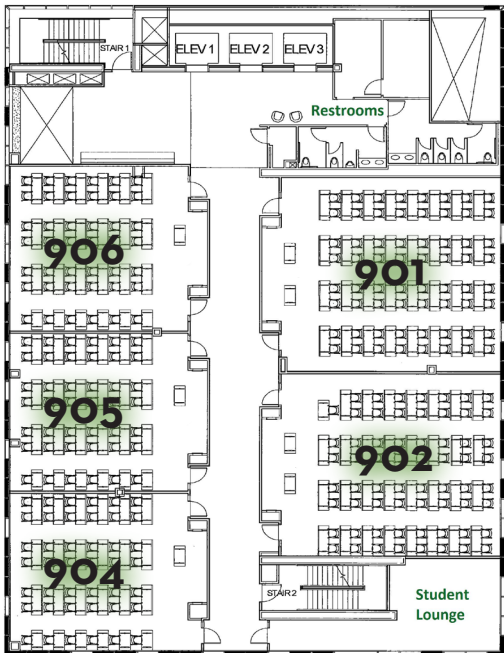 STAIR 1
ELEV 1
ELEV 2
ELEV 3
Restrooms
906
901
905
902
904
STAIR 2
Student
Lounge